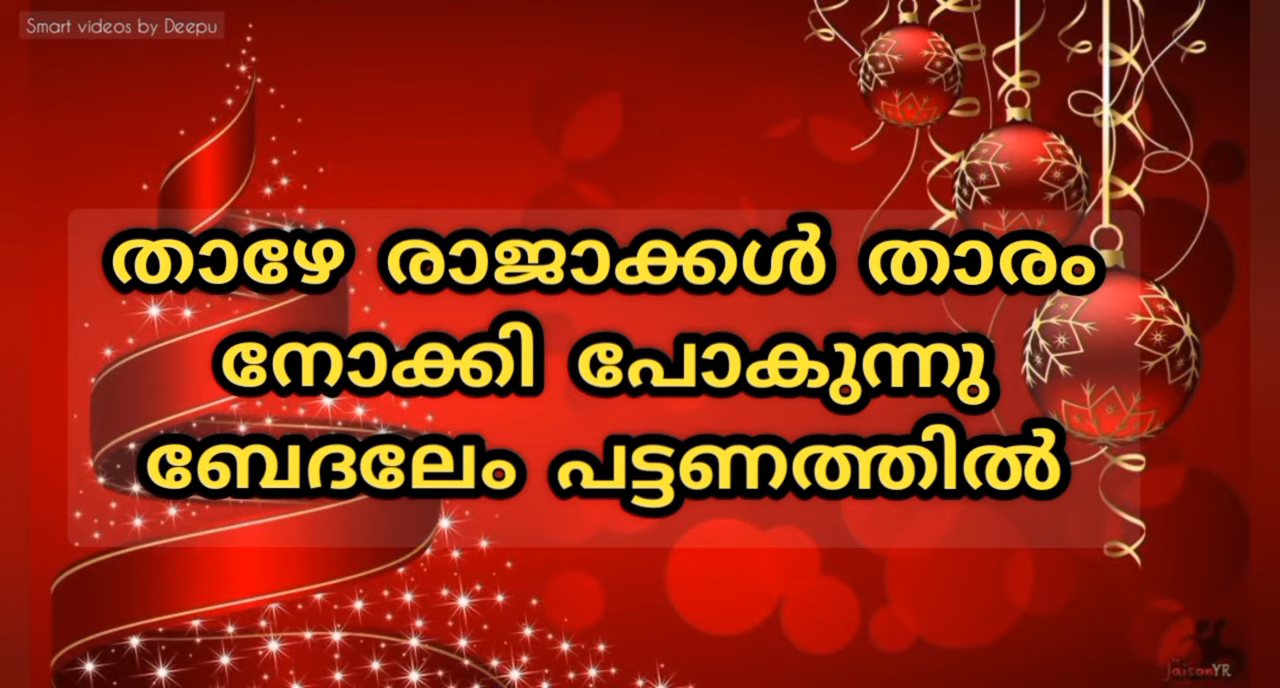 Smart videos by Deepu
താഴേ രാജാക്കൾ താരം
നോക്കി പോകുന്നു
ബേദലേം പട്ടണത്തിൽ
JaisonYR